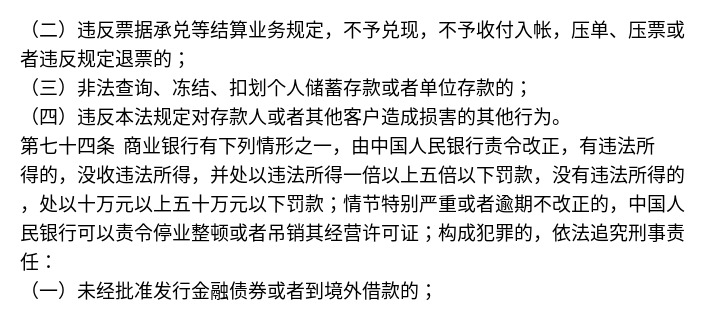 （二）违反票据承兑等结算业务规定，不予兑现，不予收付入帐，压单、压票或
者违反规定退票的；
（三）非法查询、冻结、扣划个人储蓄存款或者单位存款的；
（四）违反本法规定对存款人或者其他客户造成损害的其他行为。
第七十四条 商业银行有下列情形之一，由中国人民银行责令改正，有违法所
得的，没收违法所得，并处以违法所得一倍以上五倍以下罚款，没有违法所得的
，处以十万元以上五十万元以下罚款；情节特别严重或者逾期不改正的，中国人
民银行可以责令停业整顿或者吊销其经营许可证；构成犯罪的，依法追究刑事责
任：
（一）未经批准发行金融债券或者到境外借款的；